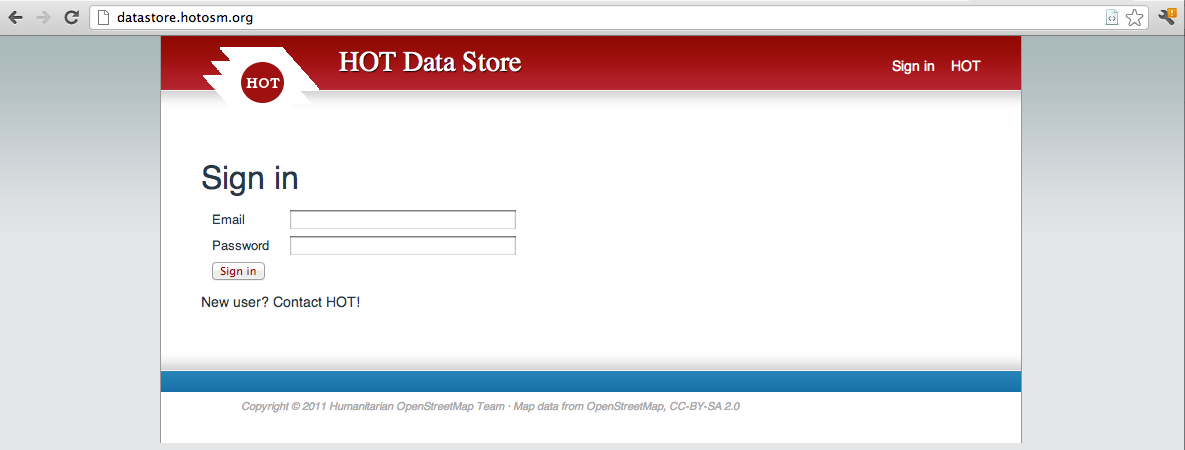 datastore.hotosm.org
HOT
HOT Data Store
Sign in HOT
Sign in
Email
Password
Sign in
New user? Contact HOT!
Copyright © 2011 Humanitarian OpenStreetMap Team · Map data from OpenStreetMap, CC-BY-SA 2.0